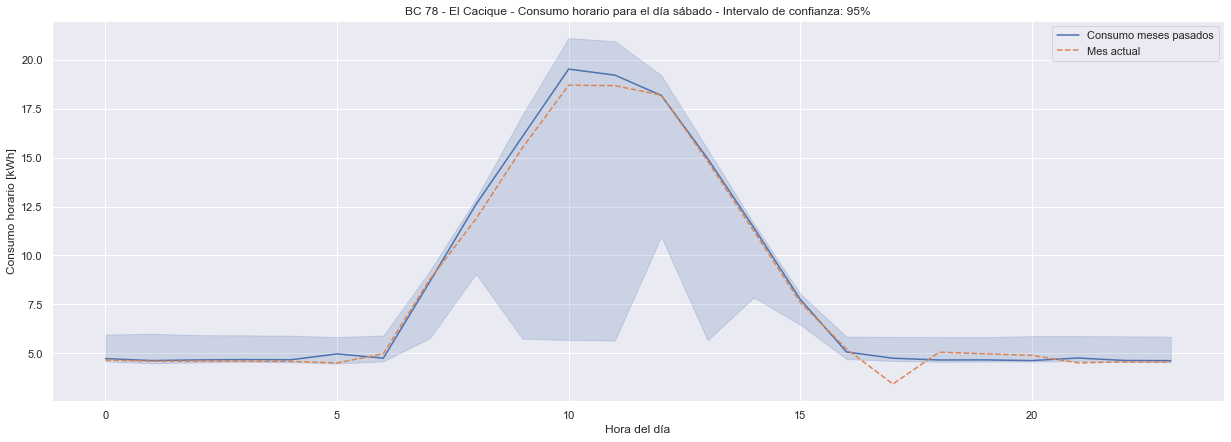 BC 78 - El Cacique - Consumo horario para el día sábado - Intervalo de confianza: 95%
Consumo meses pasados
Mes actual
Consumo horario [kWh]
20.0
17.5
15.0
12.5
10.0
7.5
5.0
0
5
10
15
20
Hora del día